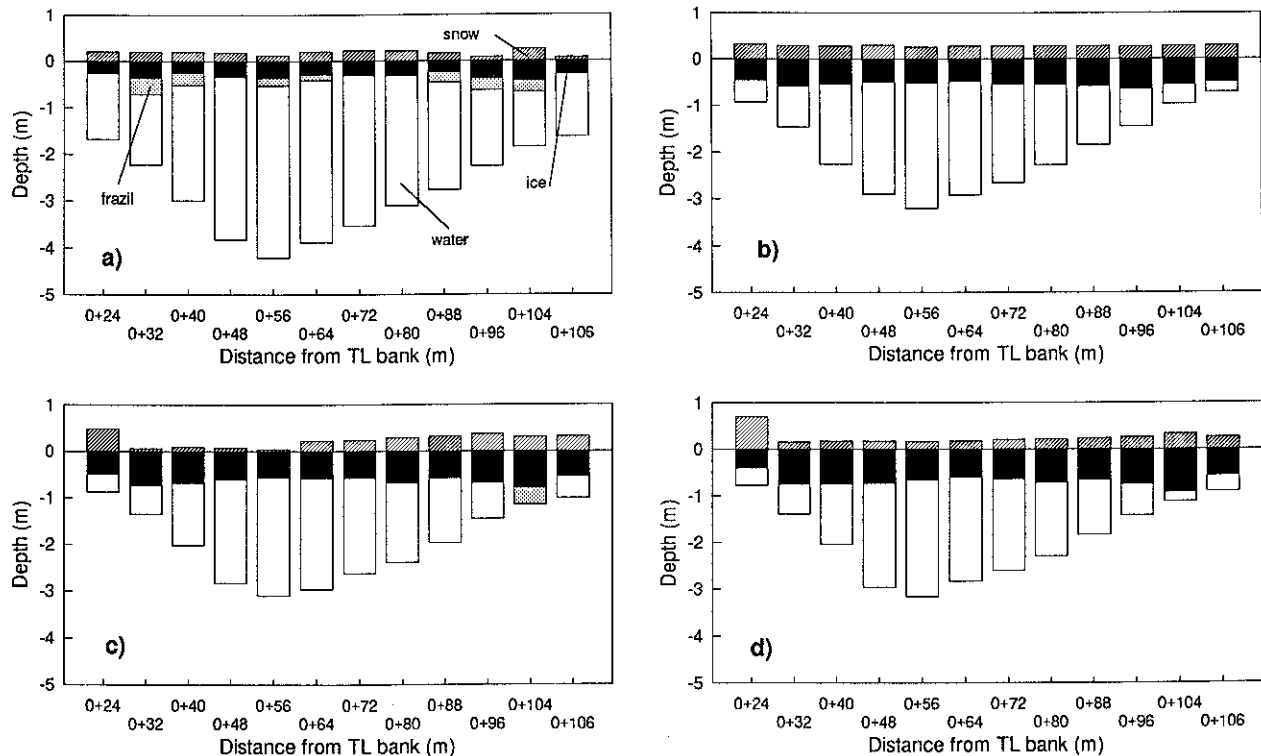 1
0
-1
-2
-3
-4
-5
Depth (m)
snow
frazil
water
ice
a)
0+24 0+40 0+56 0+72 0+88 0+104
0+32 0+48 0+64 0+80 0+96 0+106
Distance from TL bank (m)
1
0
-1
-2
-3
-4
-5
Depth (m)
b)
0+24 0+40 0+56 0+72 0+88 0+104
0+32 0+48 0+64 0+80 0+96 0+106
Distance from TL bank (m)
1
0
-1
-2
-3
-4
-5
Depth (m)
c)
0+24 0+40 0+56 0+72 0+88 0+104
0+32 0+48 0+64 0+80 0+96 0+106
Distance from TL bank (m)
1
0
-1
-2
-3
-4
-5
Depth (m)
d)
0+24 0+40 0+56 0+72 0+88 0+104
0+32 0+48 0+64 0+80 0+96 0+106
Distance from TL bank (m)